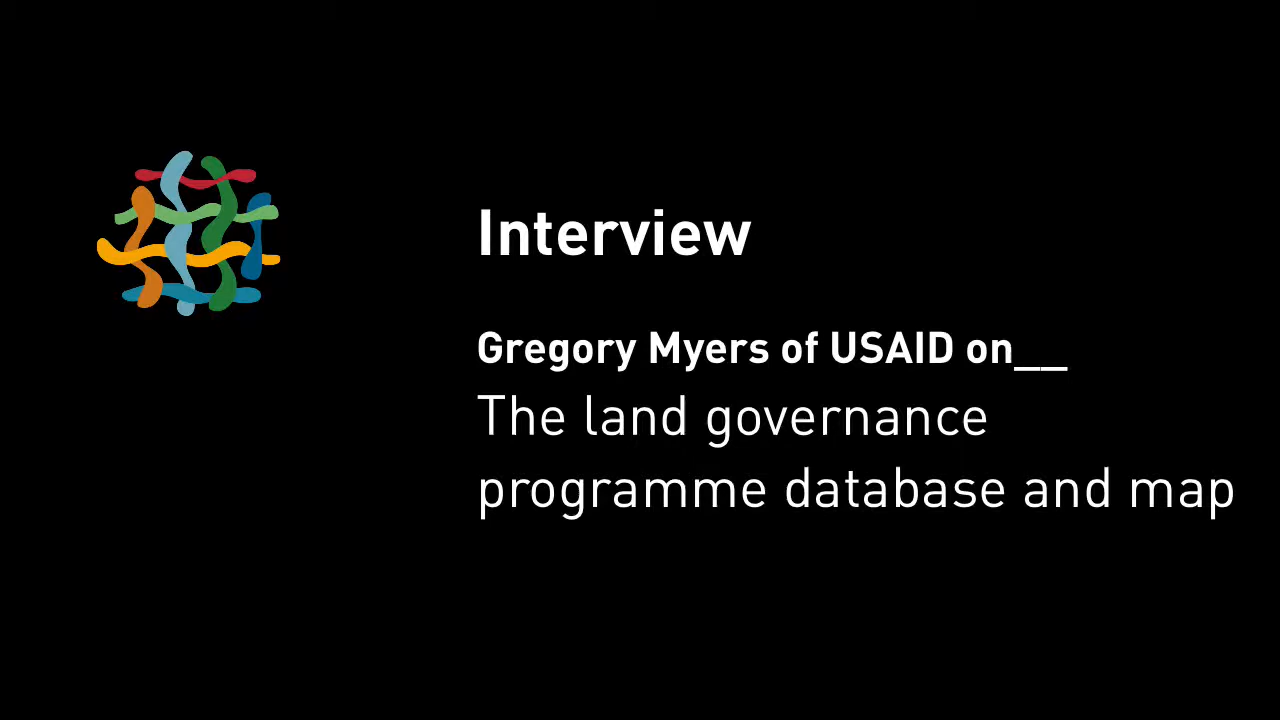 Interview
Gregory Myers of USAID on__
The land governance
programme database and map